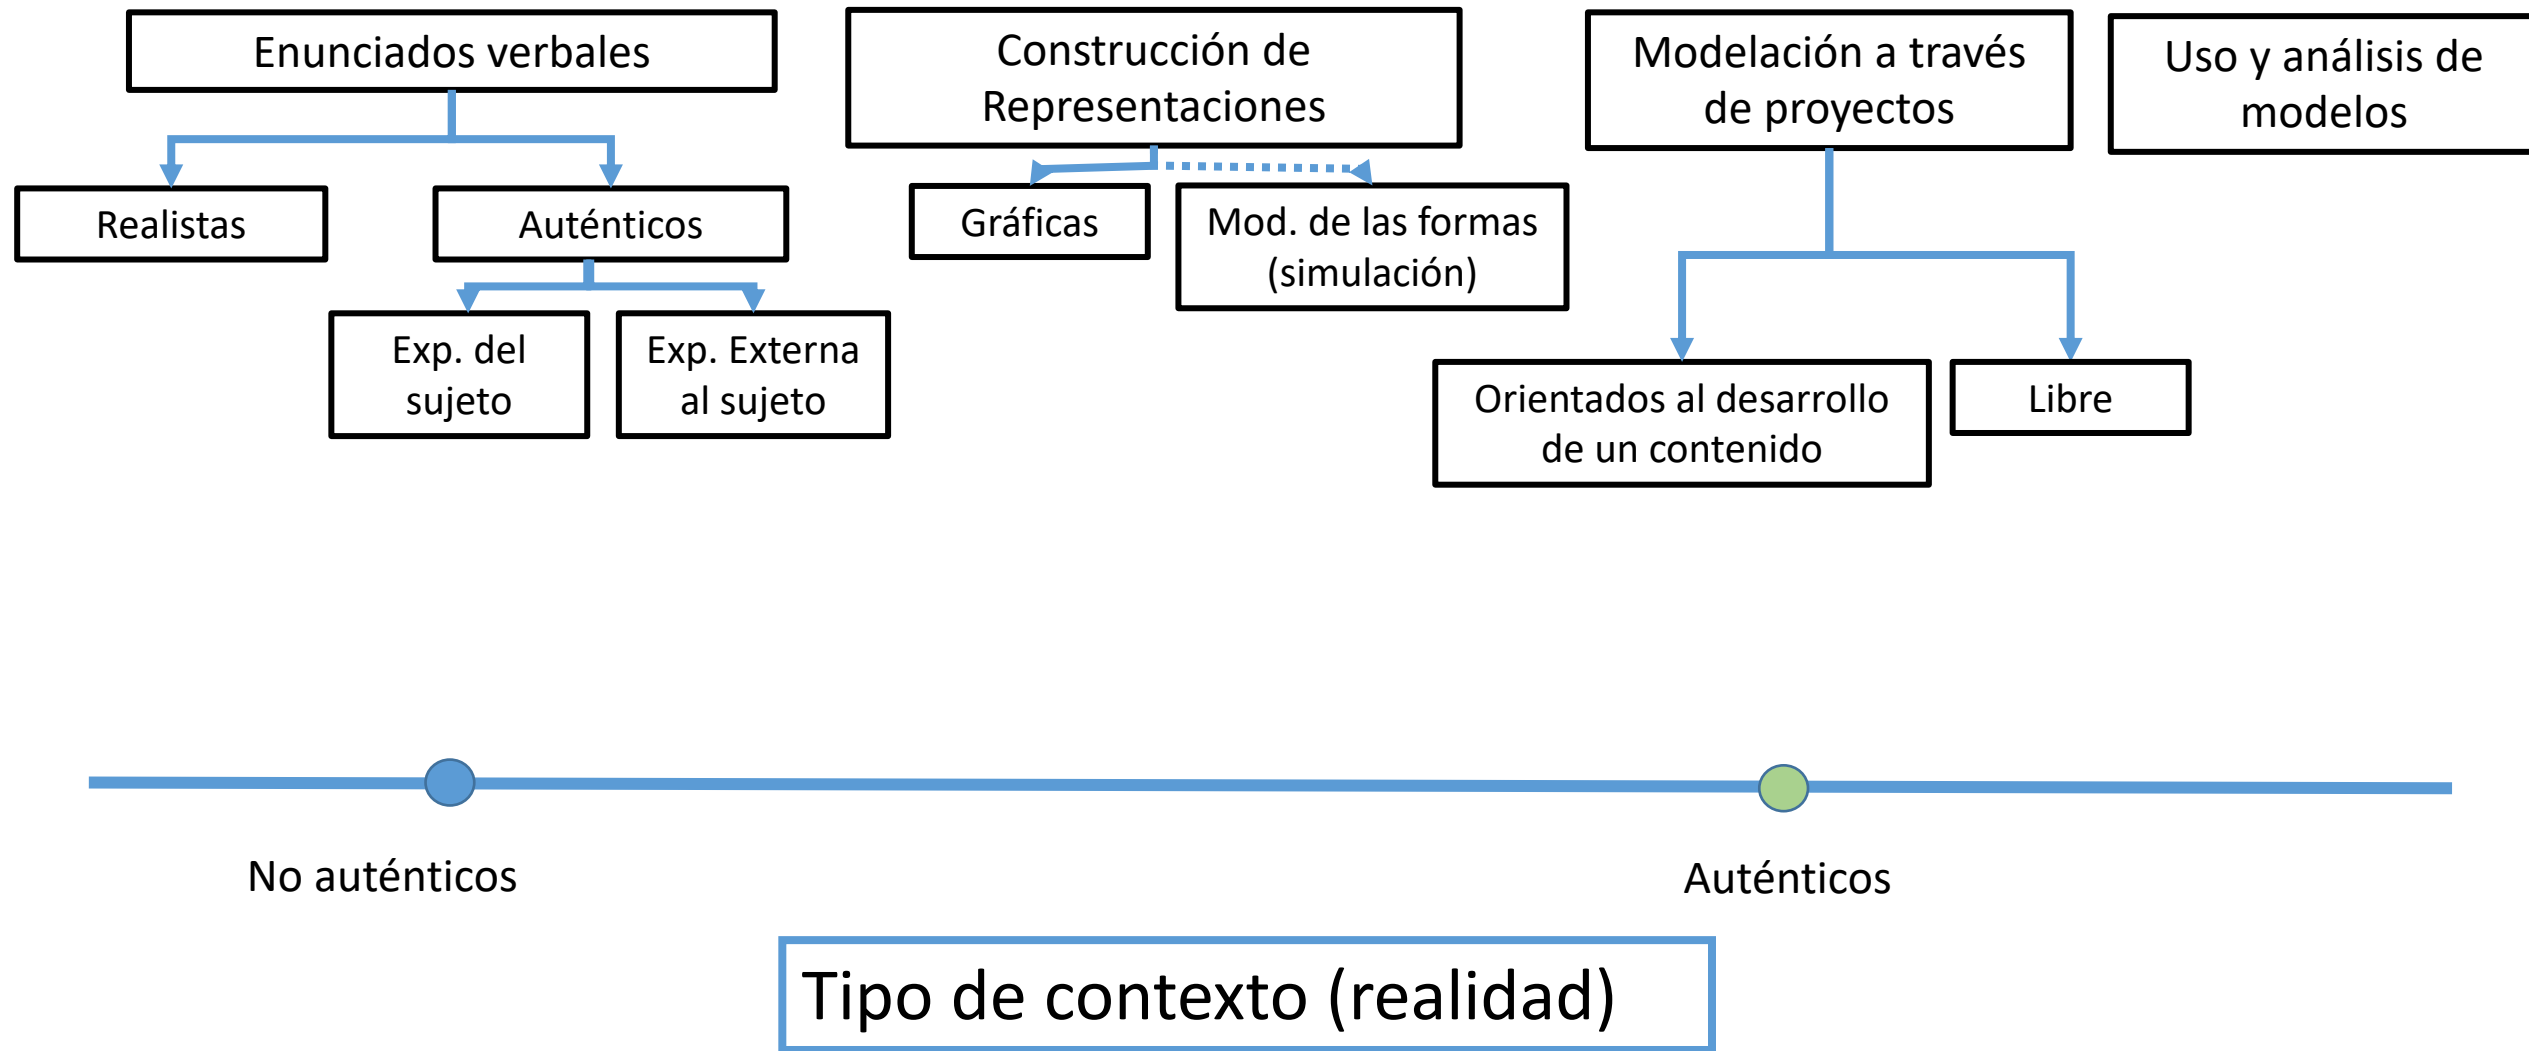 Enunciados verbales
Construcción de
Representaciones
Modelación a través
de proyectos
Uso y análisis de
modelos
Realistas
Auténticos
Gráficas
Mod. de las formas
(simulación)
Exp. del
sujeto
Exp. Externa
al sujeto
Orientados al desarrollo
de un contenido
Libre
No auténticos
Auténticos
Tipo de contexto (realidad)